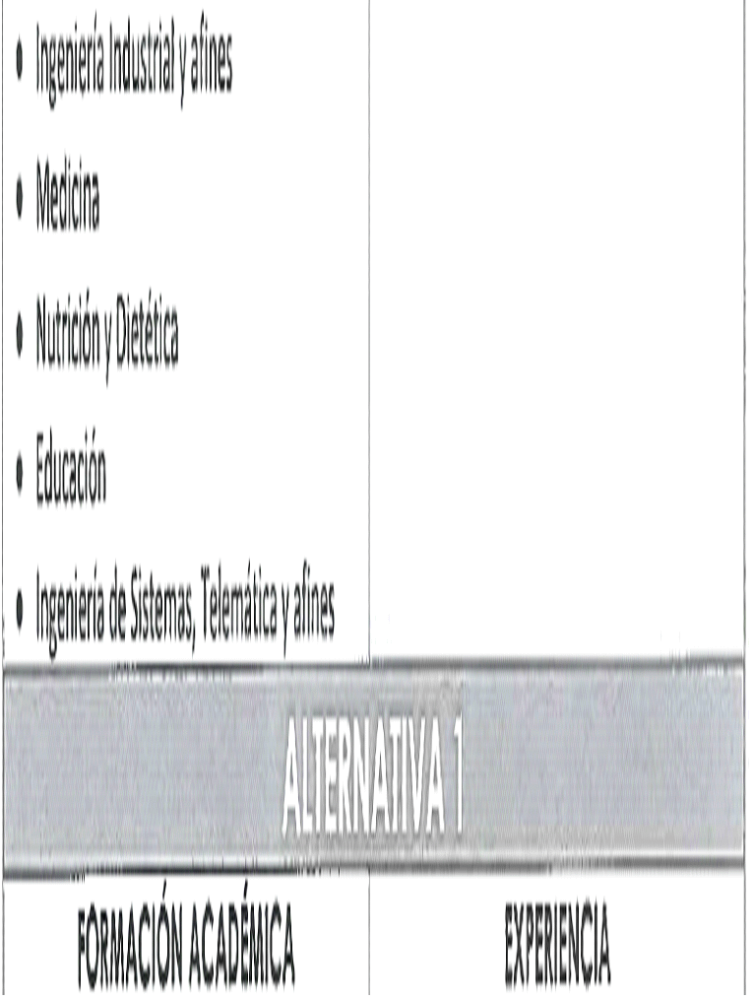 • Ingeniería Industrial y afines
• Medicina
• Nutrición y Dietética
• Educación
• Ingeniería de Sistemas, Telemática y afines
ALTERNATIVA 1
FORMACIÓN ACADÉMICA
EXPERIENCIA